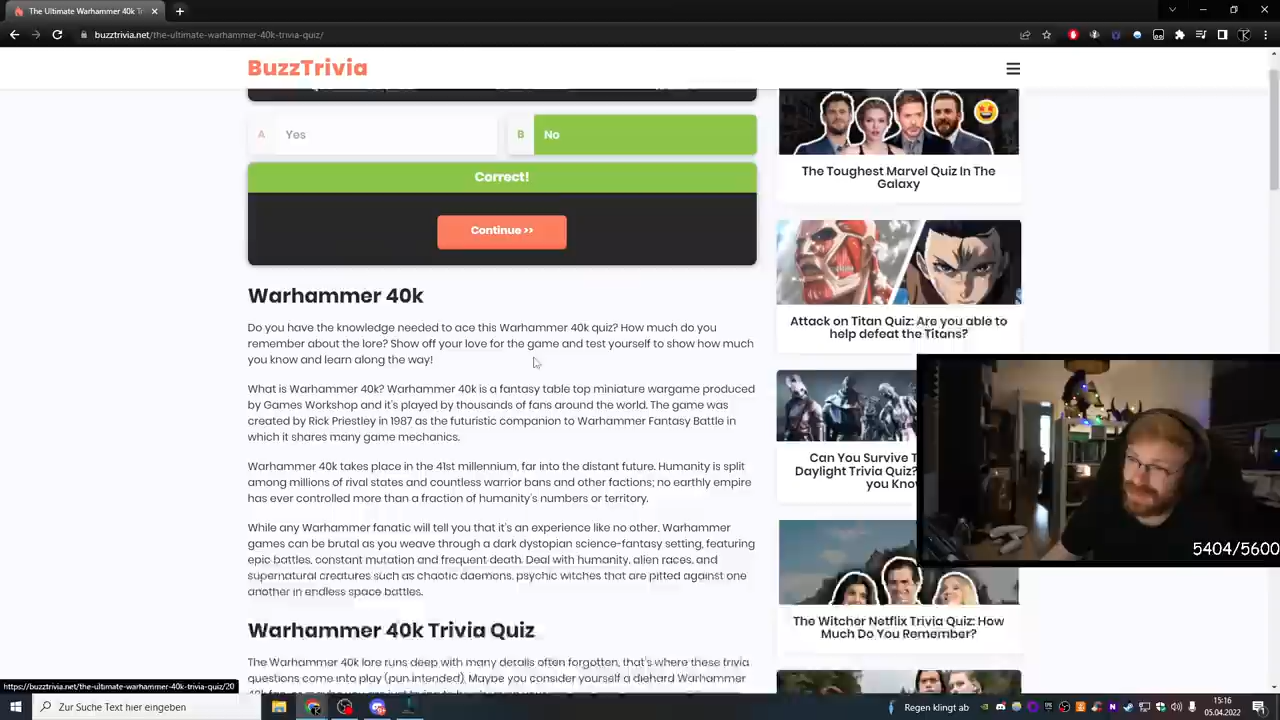 The Ultimate Warhammer 40k Tr
buzztrivia.net/the-ultimate-warhammer-40k-trivia-quiz/
BuzzTrivia
A Yes
B No
Correct!
Continue >>
Warhammer 40k
Do you have the knowledge needed to ace this Warhammer 40k quiz? How much do you
remember about the lore? Show off your love for the game and test yourself to show how much
you know and learn along the way!
What is Warhammer 40k? Warhammer 40k is a fantasy table top miniature wargame produced
by Games Workshop and it's played by thousands of fans around the world. The game was
created by Rick Priestley in 1987 as the futuristic companion to Warhammer Fantasy Battle in
which it shares many game mechanics.
Warhammer 40k takes place in the 41st millennium, far into the distant future. Humanity is split
among millions of rival states and countless warrior bans and other factions; no earthly empire
has ever controlled more than a fraction of humanity's numbers or territory.
While any Warhammer fanatic will tell you that it's an experience like no other. Warhammer
games can be brutal as you weave through a dark dystopian science-fantasy setting, featuring
epic battles, constant mutation and frequent death. Deal with humanity, alien races, and
supernatural creatures such as chaotic daemons, psychic witches that are pitted against one
another in endless space battles.
Warhammer 40k Trivia Quiz
The Warhammer 40k lore runs deep with many details often forgotten, that's where these trivia
questions come into play (pun intended). Maybe you consider yourself a diehard Warhammer
The Toughest Marvel Quiz In The
Galaxy
Attack on Titan Quiz: Are you able to
help defeat the Titans?
Can You Survive T
Daylight Trivia Quiz?
you Kno
The Witcher Netflix Trivia Quiz: How
Much Do You Remember?
5404/5600
https://buzztrivia.net/the-ultimate-warhammer-40k-trivia-quiz/20
Zur Suche Text hier eingeben
Regen klingt ab
15:16
05.04.2022